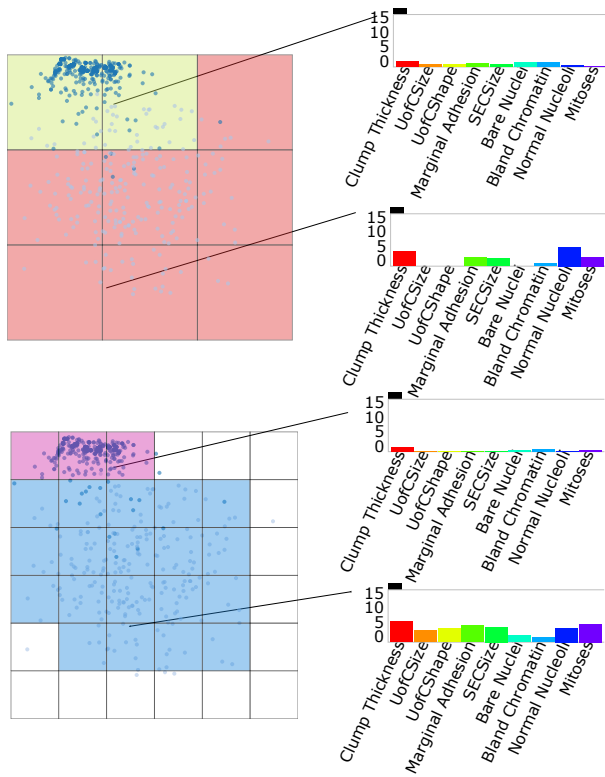 15
10
5
0
Clump Thickness
UofCSize
UofCShape
Marginal Adhesion
SECSize
Bare Nuclei
Bland Chromatin
Normal Nucleoli
Mitoses
15
10
5
0
Clump Thickness
UofCSize
UofCShape
Marginal Adhesion
SECSize
Bare Nuclei
Bland Chromatin
Normal Nucleoli
Mitoses
15
10
5
0
Clump Thickness
UofCSize
UofCShape
Marginal Adhesion
SECSize
Bare Nuclei
Bland Chromatin
Normal Nucleoli
Mitoses
15
10
5
0
Clump Thickness
UofCSize
UofCShape
Marginal Adhesion
SECSize
Bare Nuclei
Bland Chromatin
Normal Nucleoli
Mitoses